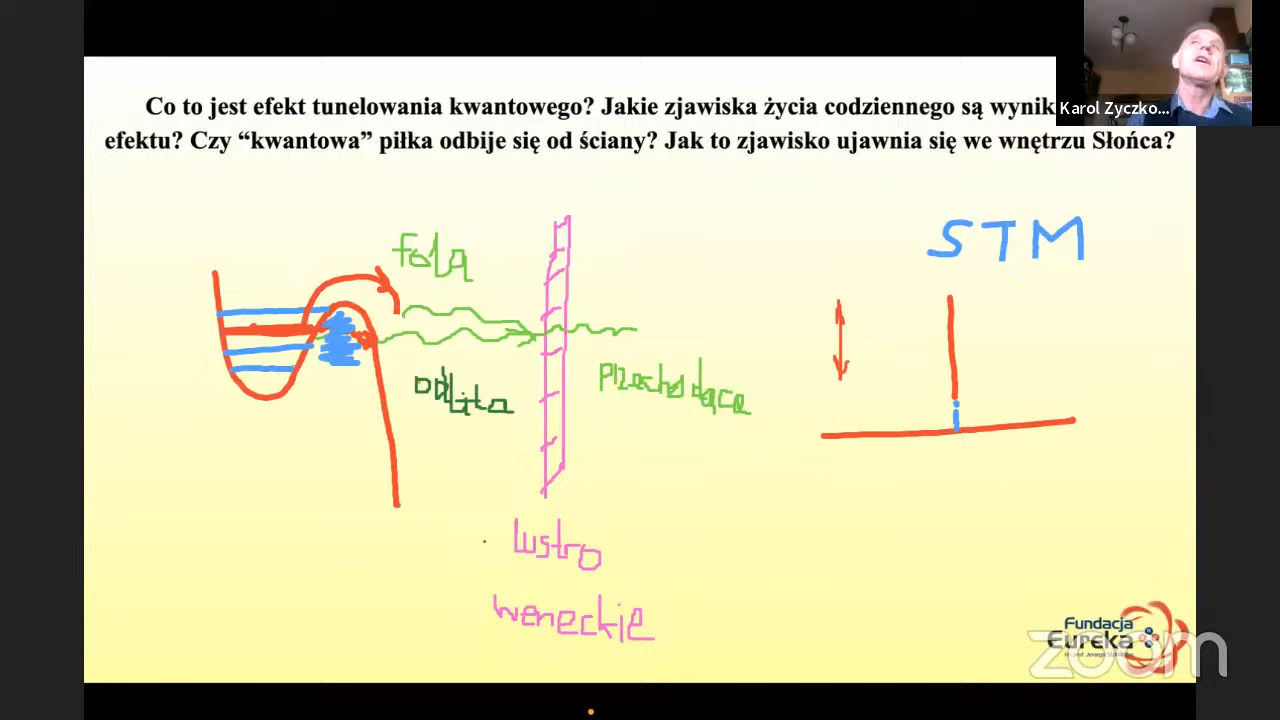 Co to jest efekt tunelowania kwantowego? Jakie zjawiska życia codziennego są wynik
efektu? Czy “kwantowa” piłka odbije się od ściany? Jak to zjawisko ujawnia się we wnętrzu Słońca?
Karol Zyczko...
STM
fala
odbita
przechodząca
lustro
weneckie
Fundacja
Eureka
zoom